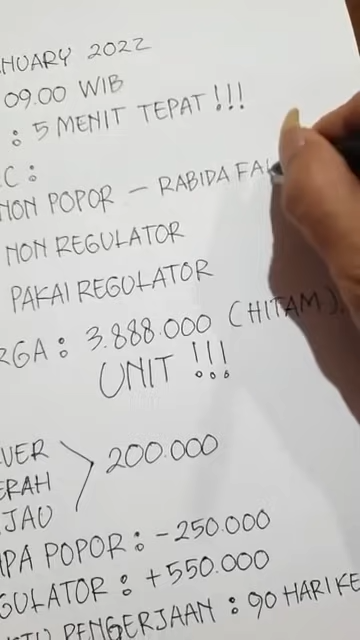 NUARY 2022
09.00 WIB
: 5 MENIT TEPAT !!!
C :
NON POPOR – RABIDA FA
NON REGULATOR
PAKAI REGULATOR
RGA : 3.888.000 (HITAM).
UNIT !!!
VER
ERAH 200.000
JAU
PA POPOR : -250.000
GULATOR : +550.000
PENGERJAAN : 90 HARI KE